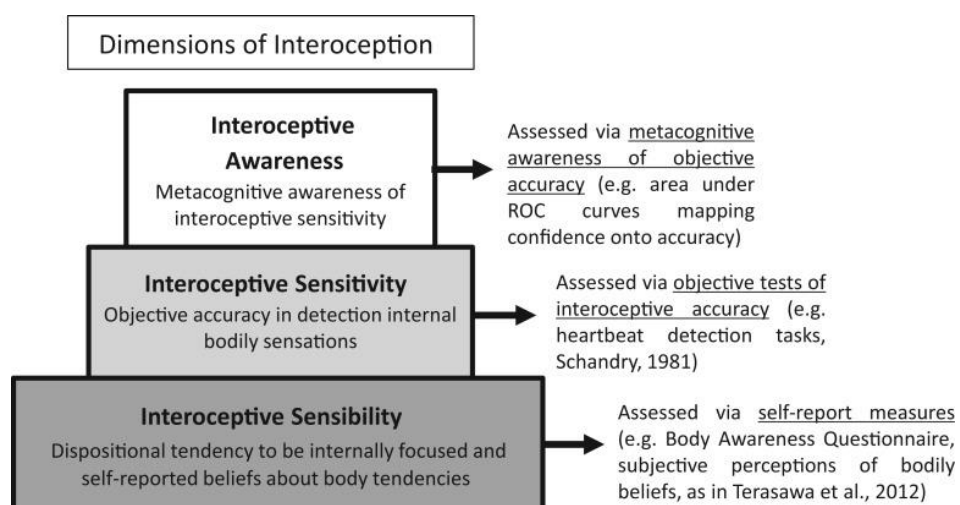 Dimensions of Interoception
Interoceptive
Awareness
Metacognitive awareness of
interoceptive sensitivity
Assessed via metacognitive
awareness of objective
accuracy (e.g. area under
ROC curves mapping
confidence onto accuracy)
Interoceptive Sensitivity
Objective accuracy in detection internal
bodily sensations
Assessed via objective tests of
interoceptive accuracy (e.g.
heartbeat detection tasks,
Schandry, 1981)
Interoceptive Sensibility
Dispositional tendency to be internally focused and
self-reported beliefs about body tendencies
Assessed via self-report measures
(e.g. Body Awareness Questionnaire,
subjective perceptions of bodily
beliefs, as in Terasawa et al., 2012)